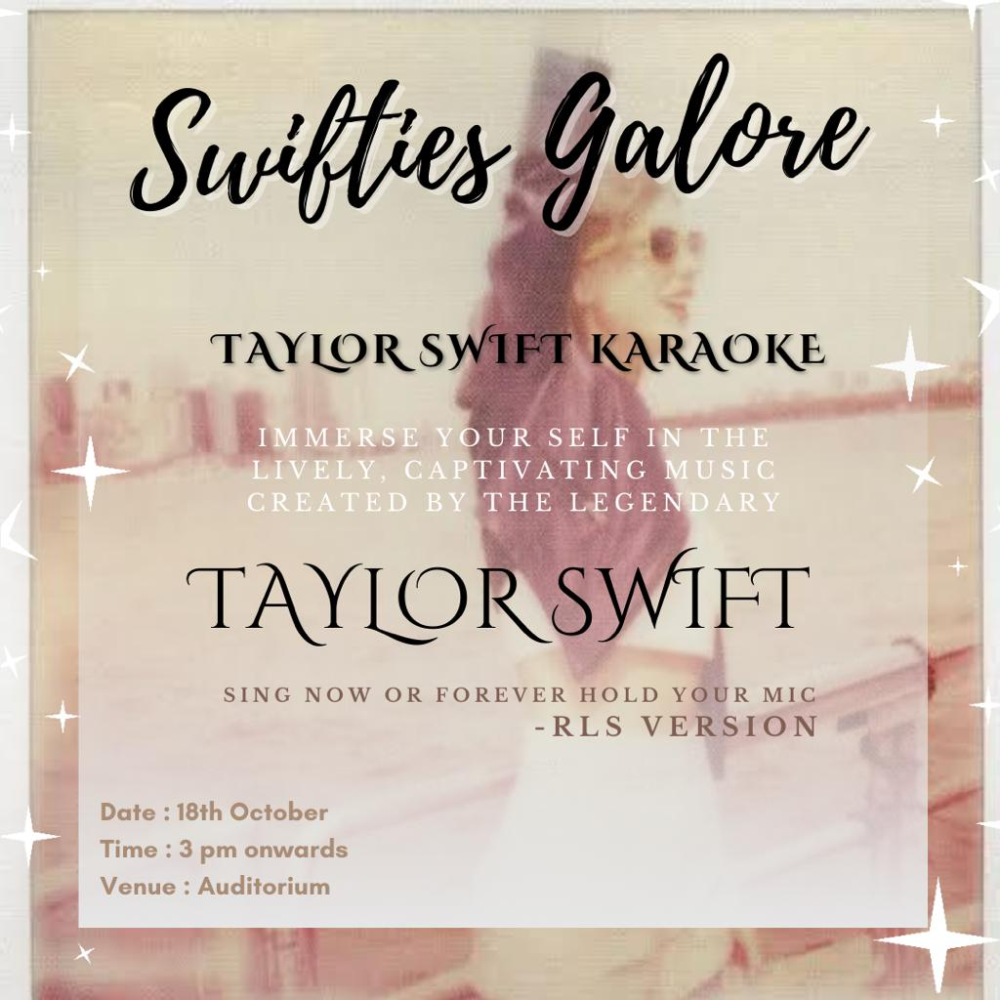 Swifties Galore
TAYLOR SWIFT KARAOKE
IMMERSE YOUR SELF IN THE
LIVELY, CAPTIVATING MUSIC
CREATED BY THE LEGENDARY
TAYLOR SWIFT
SING NOW OR FOREVER HOLD YOUR MIC
-RLS VERSION
Date : 18th October
Time : 3 pm onwards
Venue : Auditorium